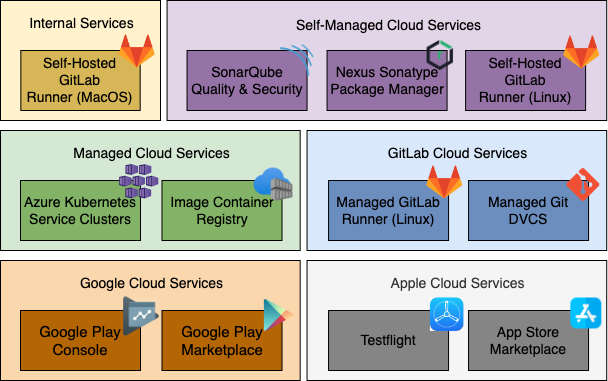 Internal Services
Self-Hosted
GitLab
Runner (MacOS)
Self-Managed Cloud Services
SonarQube
Quality & Security
Nexus Sonatype
Package Manager
Self-Hosted
GitLab
Runner (Linux)
Managed Cloud Services
Azure Kubernetes
Service Clusters
Image Container
Registry
GitLab Cloud Services
Managed GitLab
Runner (Linux)
Managed Git
DVCS
Google Cloud Services
Google Play
Console
Google Play
Marketplace
Apple Cloud Services
Testflight
App Store
Marketplace